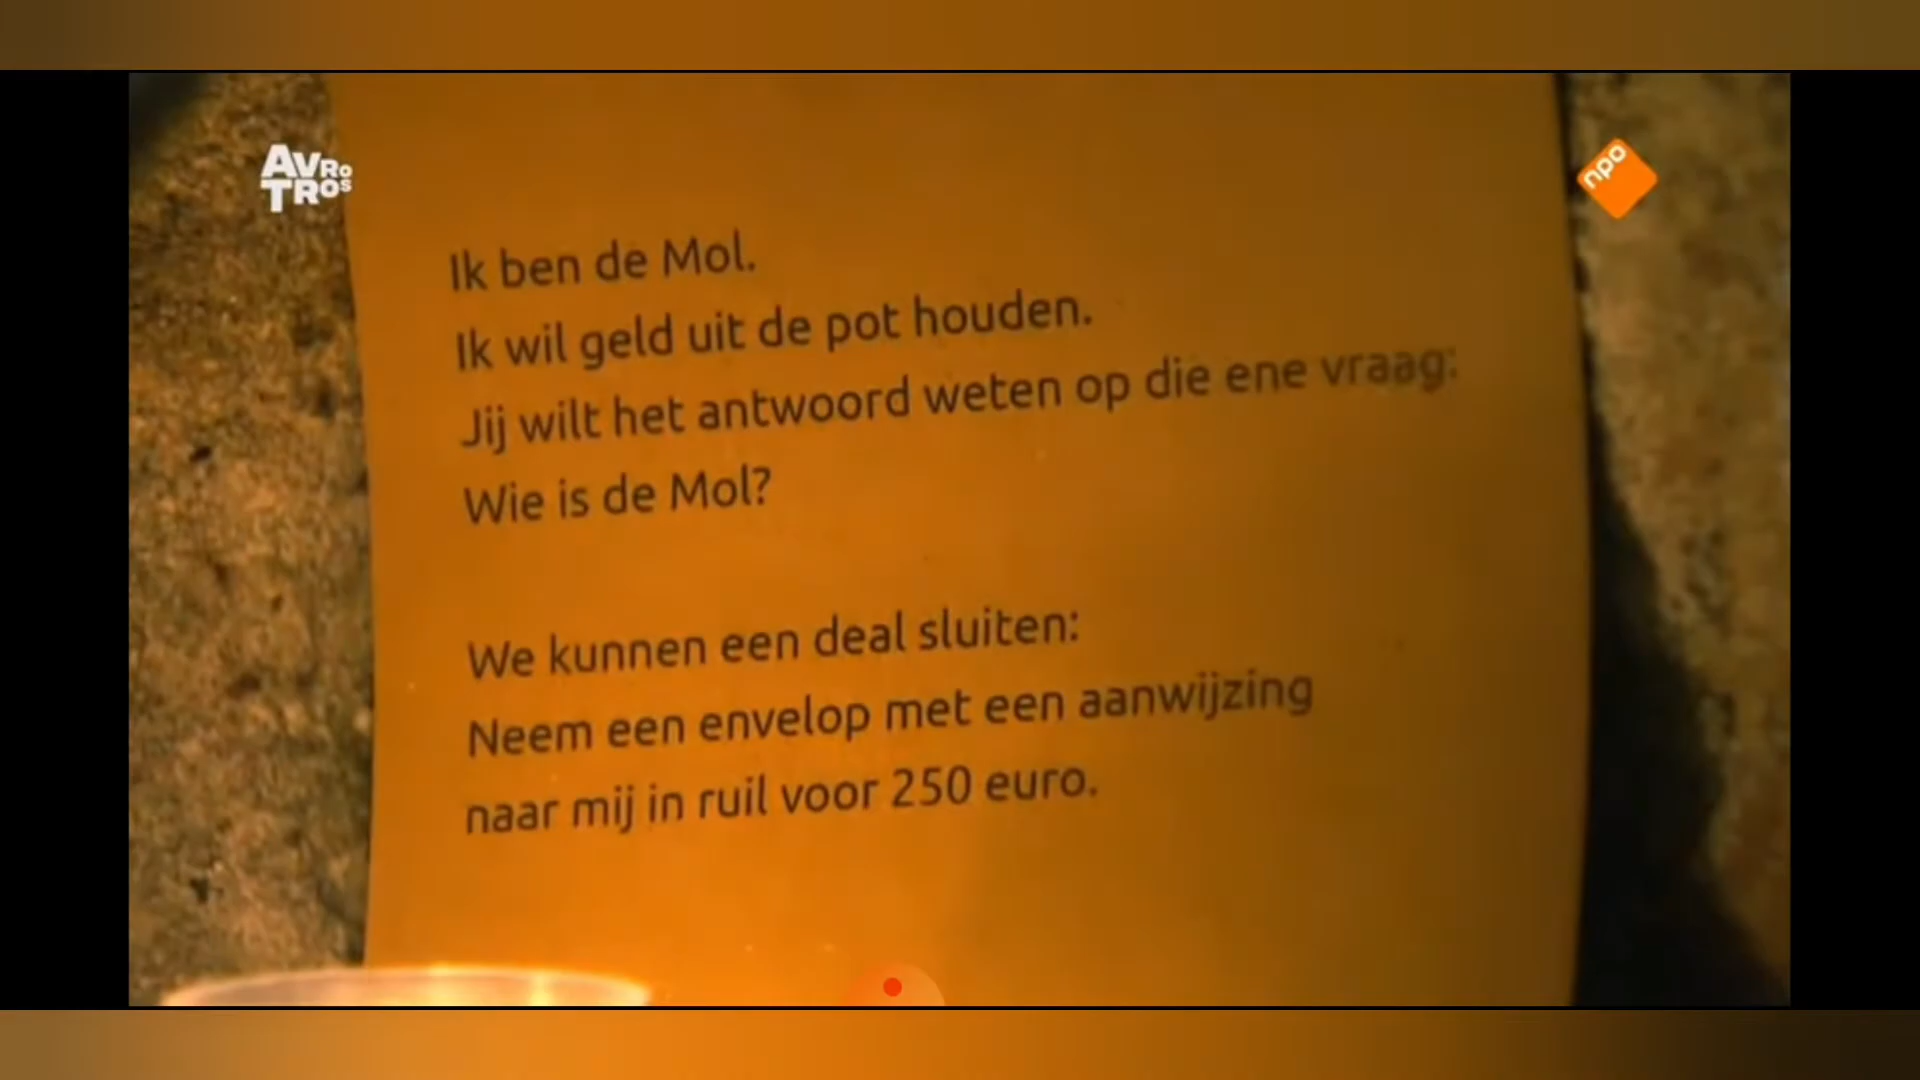 AVRO
TROS
npo
Ik ben de Mol.
Ik wil geld uit de pot houden.
Jij wilt het antwoord weten op die ene vraag:
Wie is de Mol?
We kunnen een deal sluiten:
Neem een envelop met een aanwijzing
naar mij in ruil voor 250 euro.